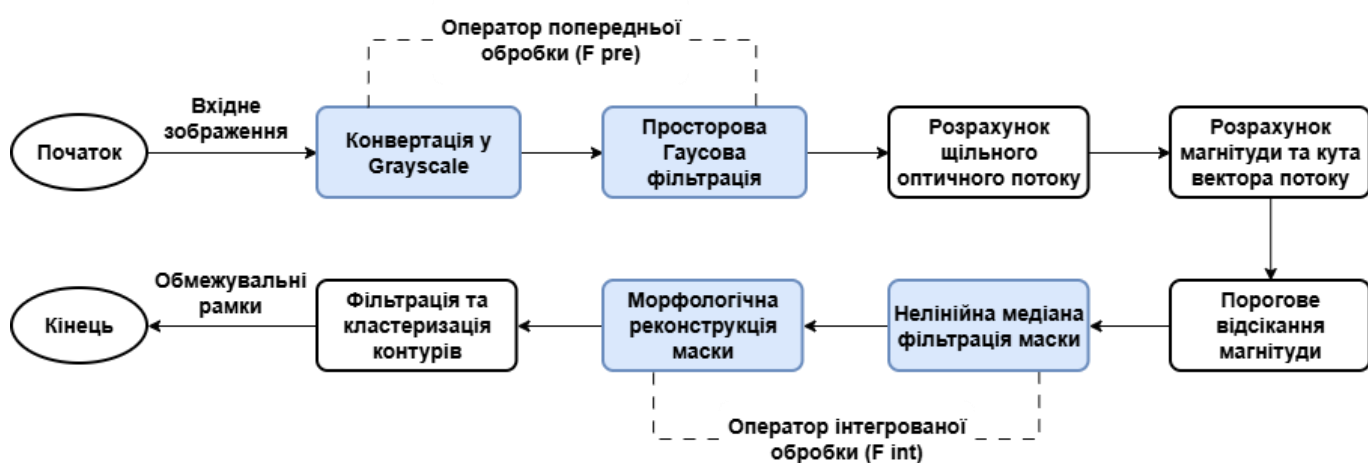 Оператор попередньої
обробки (F pre)
Вхідне
зображення
Початок
Конвертація у
Grayscale
Просторова
Гаусова
фільтрація
Розрахунок
щільного
оптичного потоку
Розрахунок
магнітуди та кута
вектора потоку
Обмежувальні
рамки
Кінець
Фільтрація та
кластеризація
контурів
Морфологічна
реконструкція
маски
Нелінійна медіана
фільтрація маски
Порогове
відсікання
магнітуди
Оператор інтегрованої
обробки (F int)